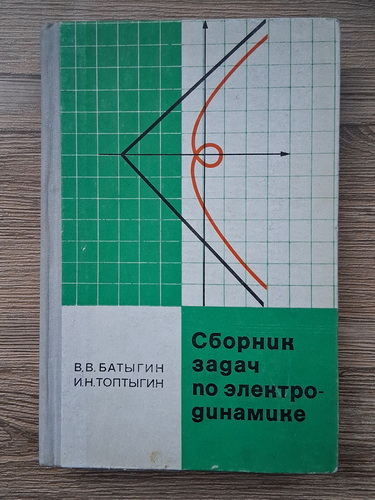 В.В.БАТЫГИН
И.Н.ТОПТЫГИН
Сборник
задач
по электро-
динамике